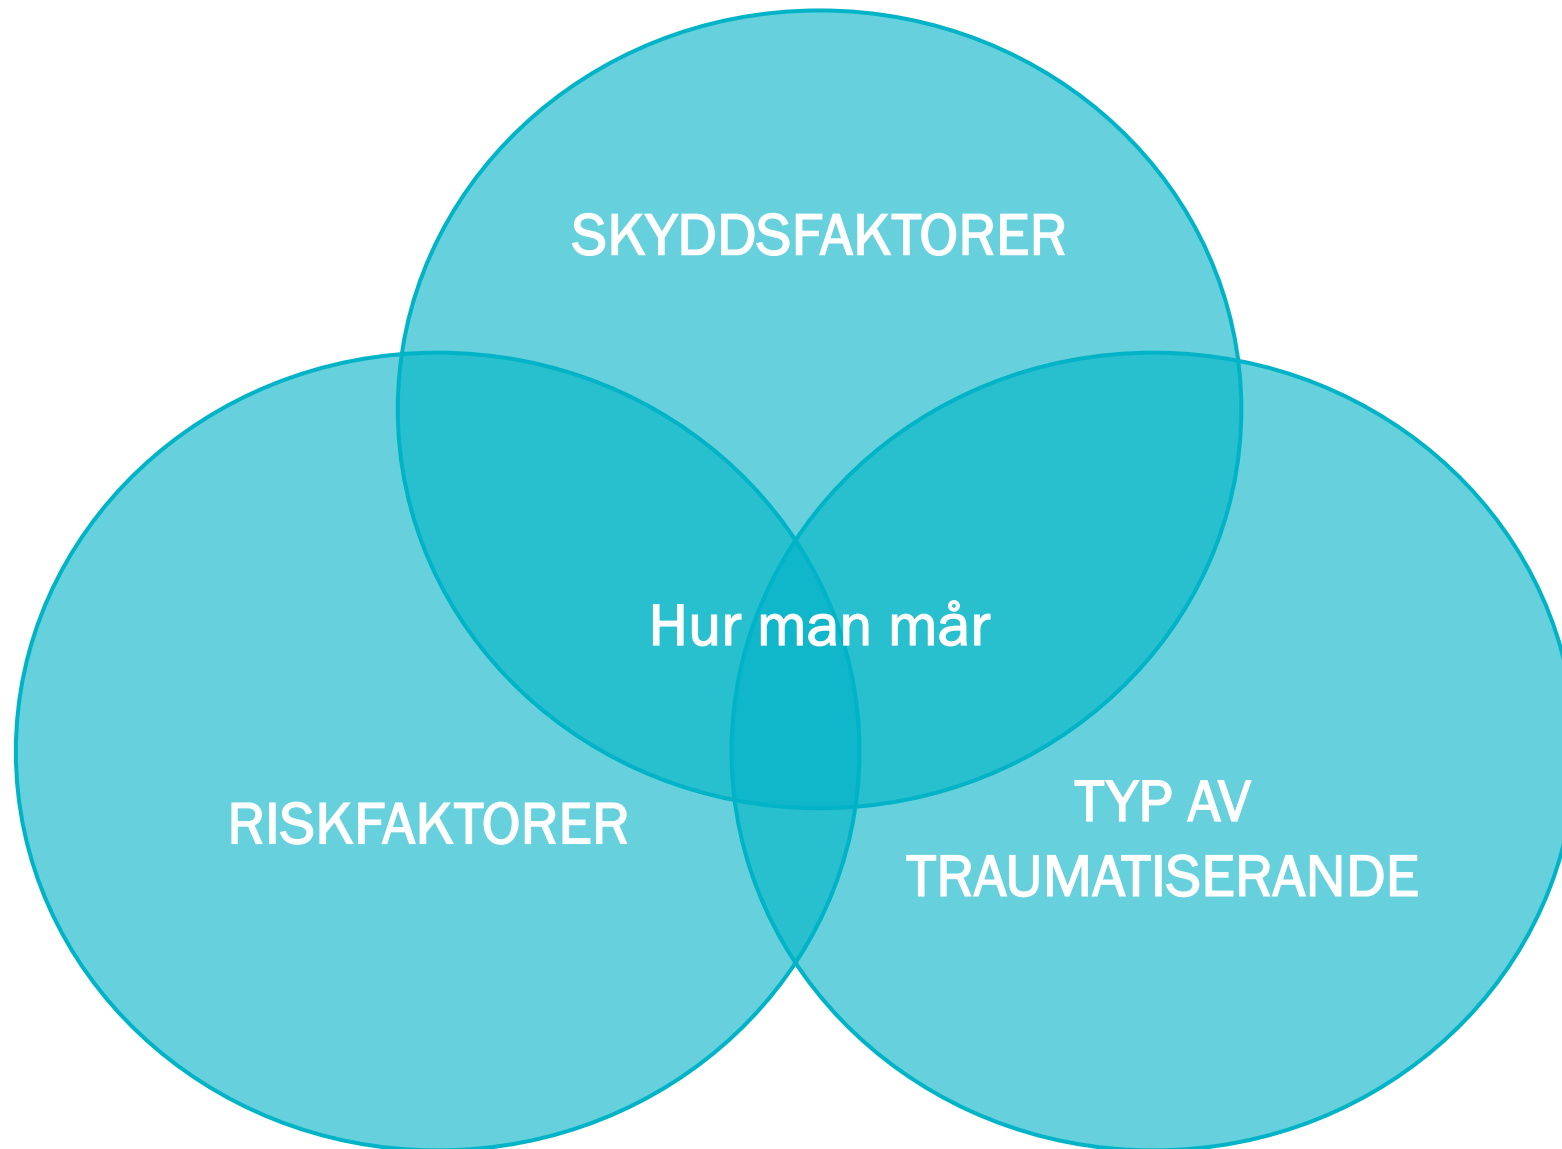 SKYDDSFAKTORER
Hur man mår
RISKFAKTORER
TYP AV
TRAUMATISERANDE